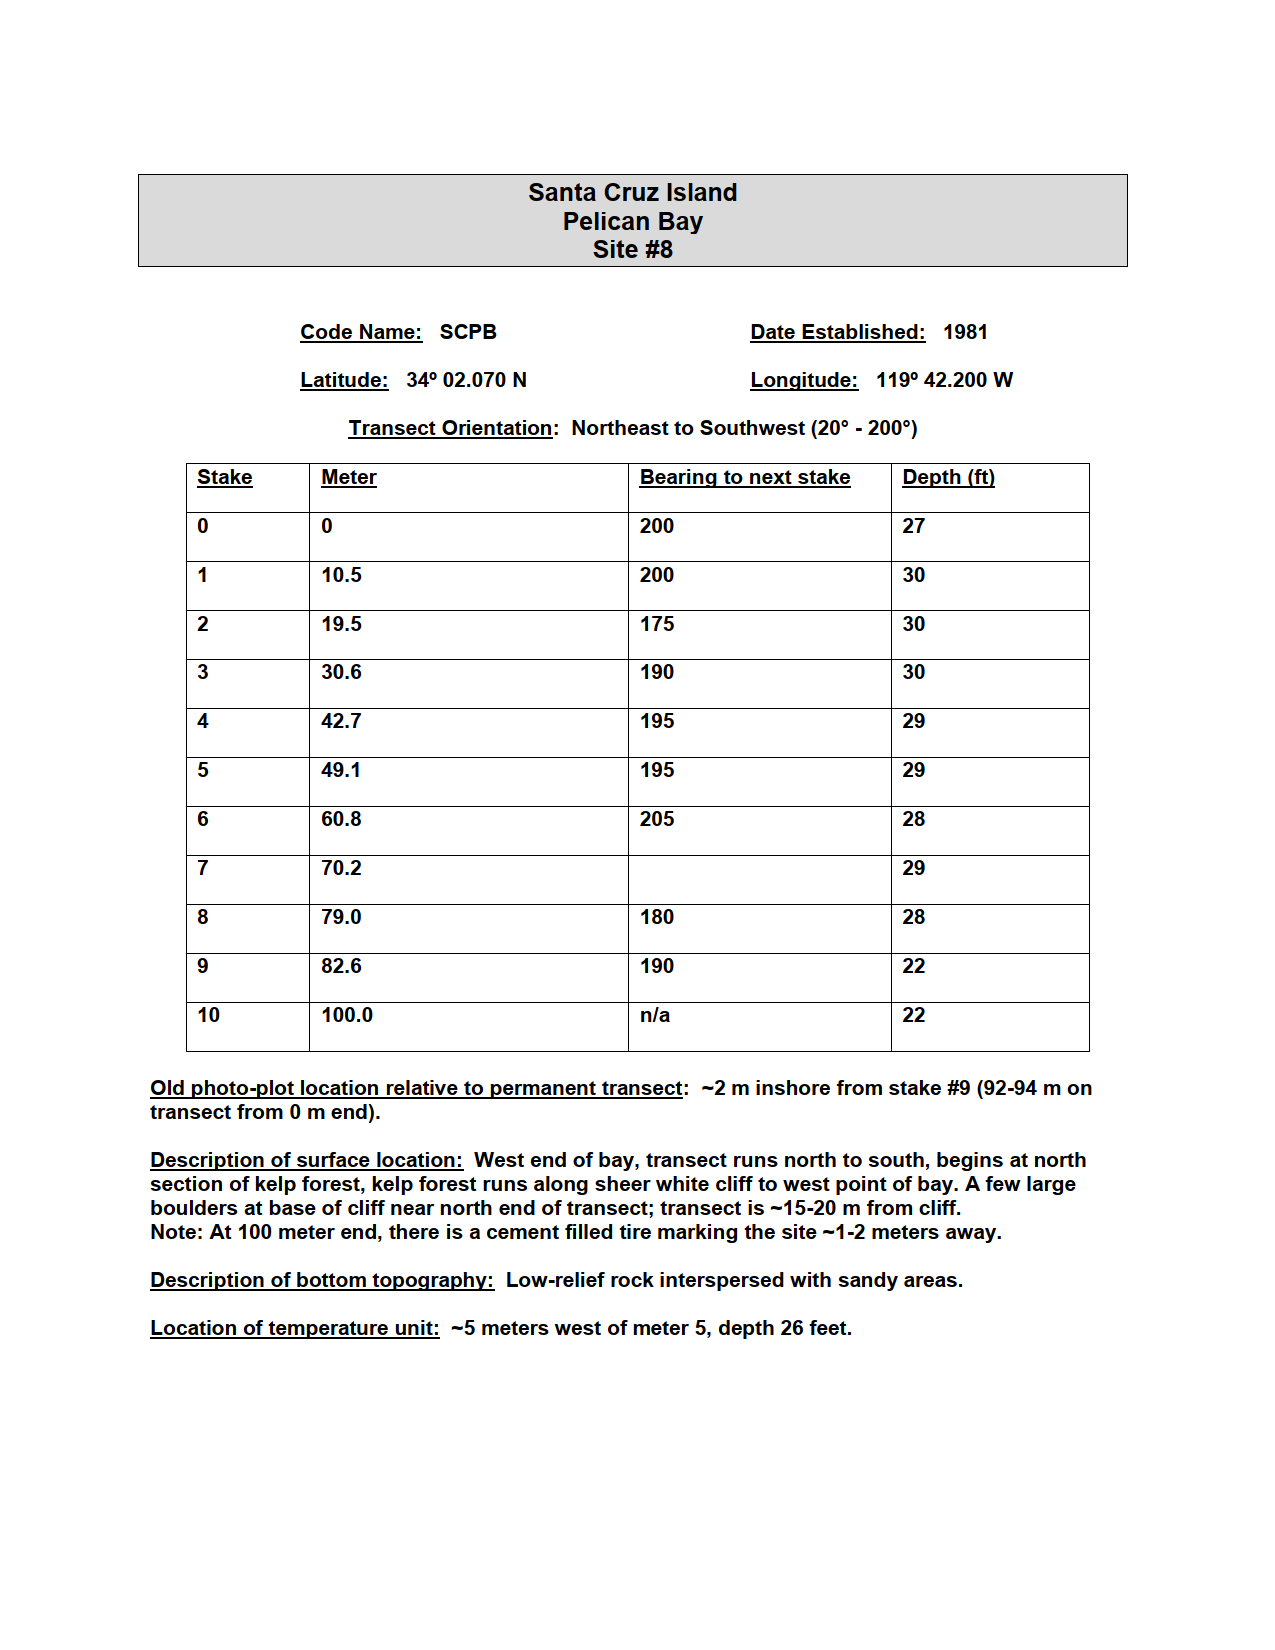 Santa Cruz Island
Pelican Bay
Site #8
Code Name: SCPB Date Established: 1981
Latitude: 34º 02.070 N Longitude: 119º 42.200 W
Transect Orientation: Northeast to Southwest (20° - 200°)
Stake Meter Bearing to next stake Depth (ft)
0 0 200 27
1 10.5 200 30
2 19.5 175 30
3 30.6 190 30
4 42.7 195 29
5 49.1 195 29
6 60.8 205 28
7 70.2 29
8 79.0 180 28
9 82.6 190 22
10 100.0 n/a 22
Old photo-plot location relative to permanent transect: ~2 m inshore from stake #9 (92-94 m on
transect from 0 m end).
Description of surface location: West end of bay, transect runs north to south, begins at north
section of kelp forest, kelp forest runs along sheer white cliff to west point of bay. A few large
boulders at base of cliff near north end of transect; transect is ~15-20 m from cliff.
Note: At 100 meter end, there is a cement filled tire marking the site ~1-2 meters away.
Description of bottom topography: Low-relief rock interspersed with sandy areas.
Location of temperature unit: ~5 meters west of meter 5, depth 26 feet.